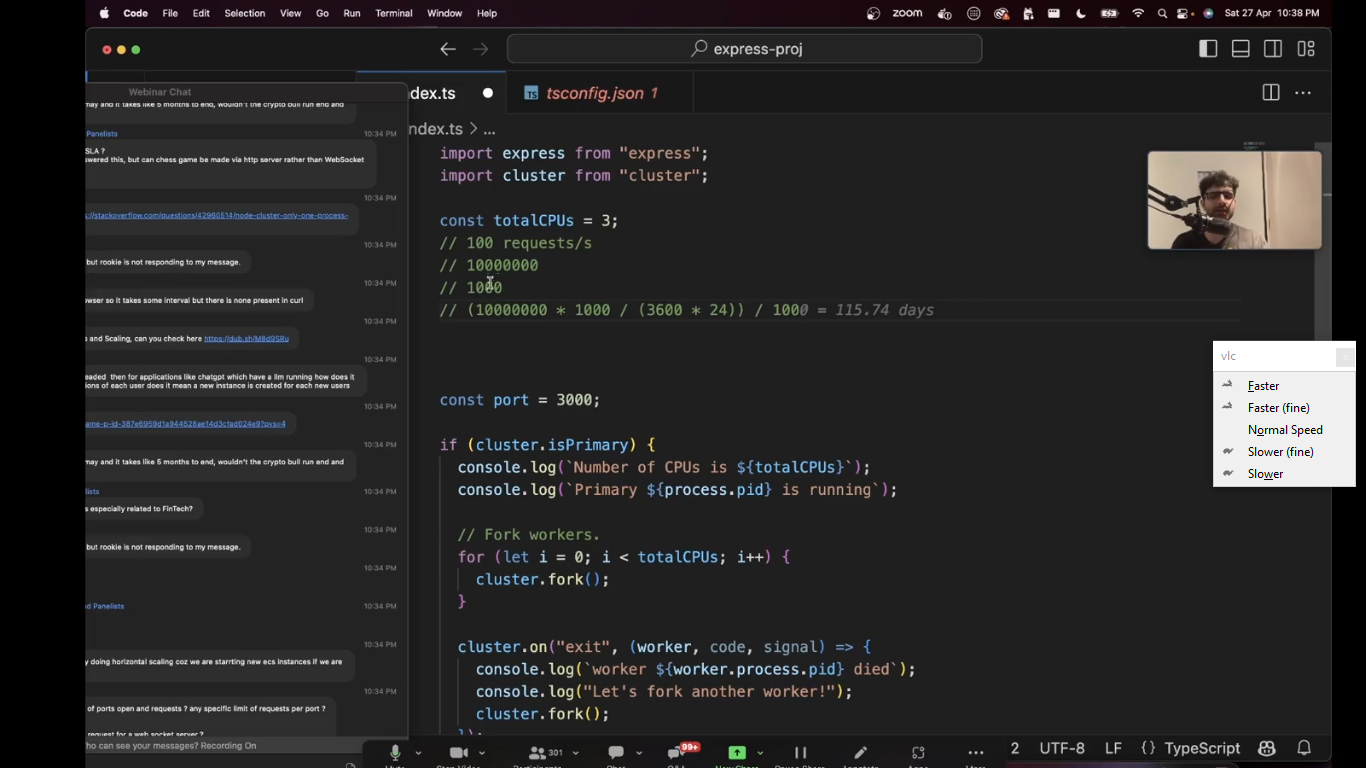 Code File Edit Selection View Go Run Terminal Window Help
zoom
Sat 27 Apr 10:38 PM
express-proj
Webinar Chat
may and it takes like 5 months to end, wouldn't the crypto bull run end and
Panelists
10:34 PM
SLA ?
wered this, but can chess game be made via http server rather than WebSocket
10:34 PM
://stackoverflow.com/questions/42960514/node-cluster-only-one-process-
10:34 PM
but rookie is not responding to my message.
10:34 PM
owser so it takes some interval but there is none present in curl
10:34 PM
s and Scaling, can you check here https://dub.sh/M8d9SRu
10:34 PM
eaded then for applications like chatgpt which have a llm running how does it
ions of each user does it mean a new instance is created for each new users
10:34 PM
ame-p-id-387e6959d1a944528ae14d3cfad024e9?pvs=4
10:34 PM
may and it takes like 5 months to end, wouldn't the crypto bull run end and
lists
10:34 PM
s especially related to FinTech?
10:34 PM
but rookie is not responding to my message.
10:34 PM
d Panelists
10:34 PM
10:34 PM
y doing horizontal scaling coz we are starrting new ecs instances if we are
10:34 PM
of ports open and requests ? any specific limit of requests per port ?
request for a web socket server ?
ho can see your messages? Recording On
dex.ts
TS tsconfig.json 1
ndex.ts > ...
import express from "express";
import cluster from "cluster";
const totalCPUs = 3;
// 100 requests/s
// 10000000
// 1000
// (10000000 * 1000 / (3600 * 24)) / 1000 = 115.74 days
const port = 3000;
if (cluster.isPrimary) {
console.log(`Number of CPUs is ${totalCPUs}`);
console.log(`Primary ${process.pid} is running`);
// Fork workers.
for (let i = 0; i < totalCPUs; i++) {
cluster.fork();
}
cluster.on("exit", (worker, code, signal) => {
console.log(`worker ${worker.process.pid} died`);
console.log("Let's fork another worker!");
cluster.fork();
});
vlc
Faster
Faster (fine)
Normal Speed
Slower (fine)
Slower
301
99+
2 UTF-8 LF {} TypeScript